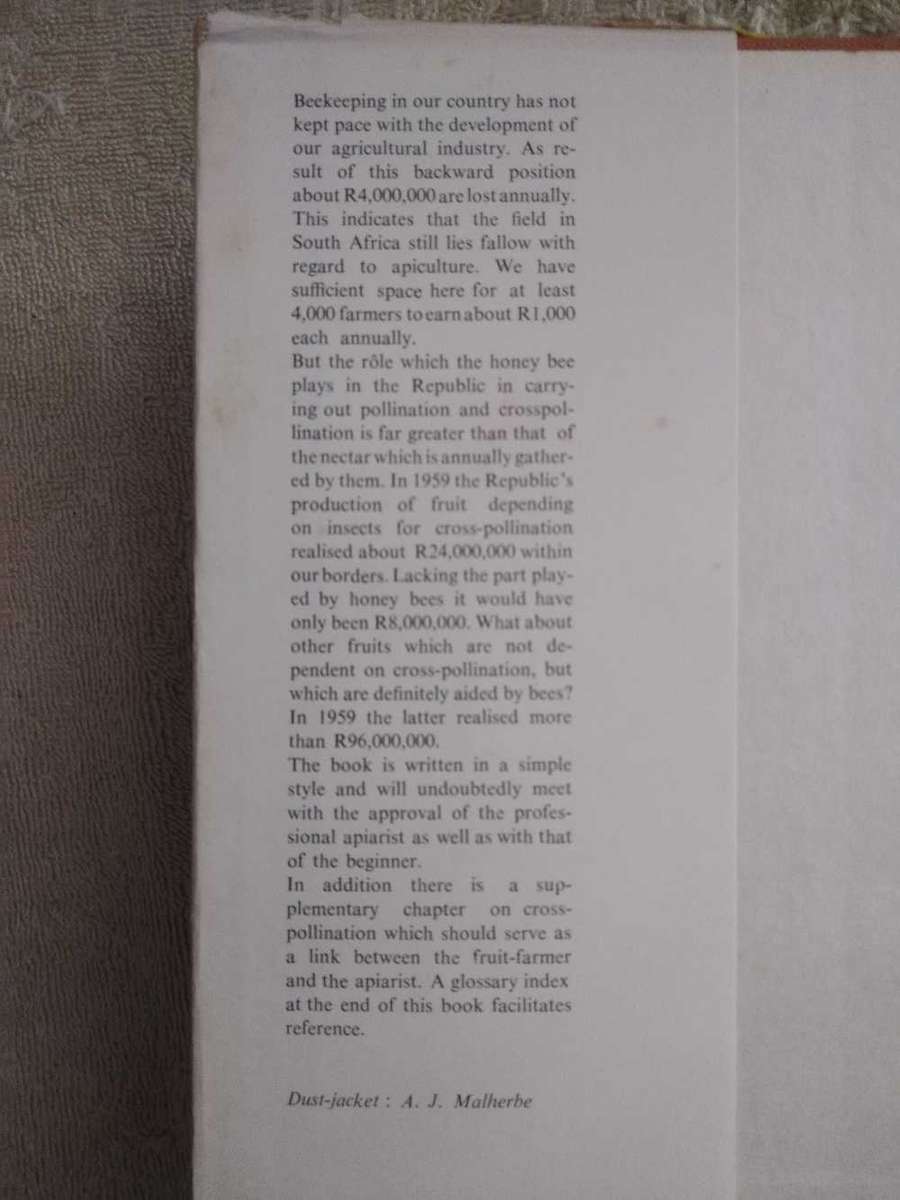 Beekeeping in our country has not
kept pace with the development of
our agricultural industry. As re-
sult of this backward position
about R4,000,000 are lost annually.
This indicates that the field in
South Africa still lies fallow with
regard to apiculture. We have
sufficient space here for at least
4,000 farmers to earn about R1,000
each annually.
But the rôle which the honey bee
plays in the Republic in carry-
ing out pollination and crosspol-
lination is far greater than that of
the nectar which is annually gather-
ed by them. In 1959 the Republic's
production of fruit depending
on insects for cross-pollination
realised about R24,000,000 within
our borders. Lacking the part play-
ed by honey bees it would have
only been R8,000,000. What about
other fruits which are not de-
pendent on cross-pollination, but
which are definitely aided by bees?
In 1959 the latter realised more
than R96,000,000.
The book is written in a simple
style and will undoubtedly meet
with the approval of the profes-
sional apiarist as well as with that
of the beginner.
In addition there is a sup-
plementary chapter on cross-
pollination which should serve as
a link between the fruit-farmer
and the apiarist. A glossary index
at the end of this book facilitates
reference.
Dust-jacket : A. J. Malherbe